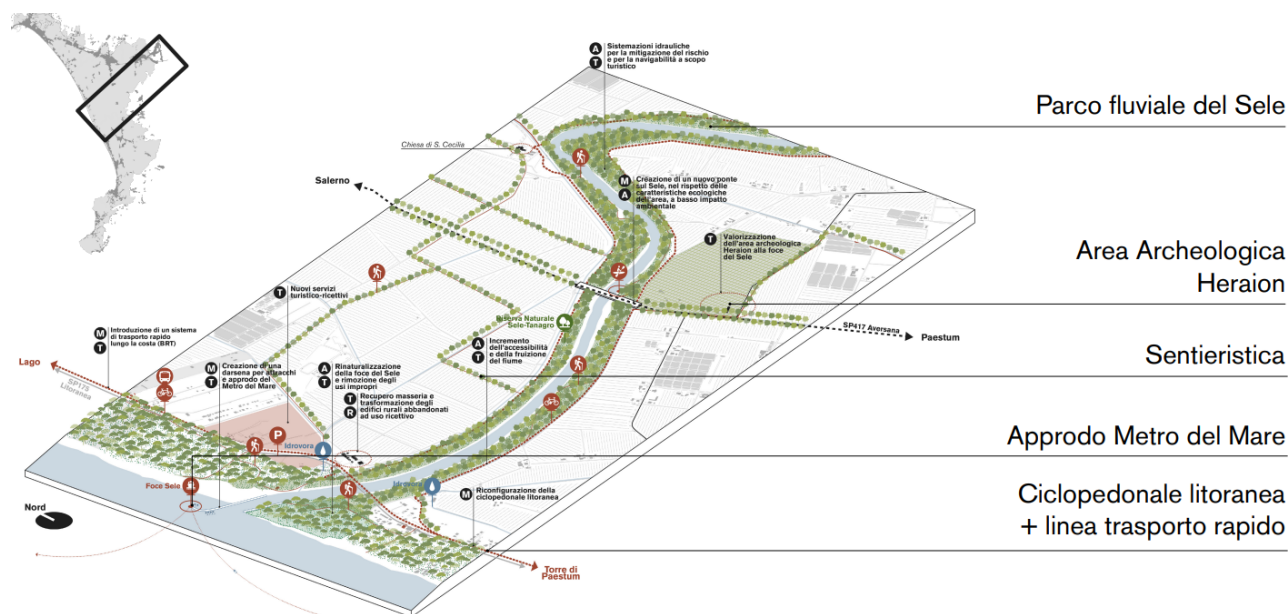 A
T
Sistemazioni idrauliche
per la mitigazione del rischio
e per la navigabilità a scopo
turistico
Parco fluviale del Sele
Chiesa di S. Cecilia
Salerno
M
A
Creazione di un nuovo ponte
sul Sele, nel rispetto delle
caratteristiche ecologiche
dell'area, a basso impatto
ambientale
T
Valorizzazione
dell'area archeologica
Heraion alla foce
del Sele
Area Archeologica
Heraion
T
Nuovi servizi
turistico-ricettivi
Riserva Naturale
Sele-Tanagro
SP417 Aversana
Paestum
M
T
Introduzione di un sistema
di trasporto rapido
lungo la costa (BRT)
A
T
Incremento
dell'accessibilità
e della fruizione
del fiume
Sentieristica
Lago
SP175
Litoranea
M
T
Creazione di una
darsena per attracchi
e approdo del
Metro del Mare
A
T
Rinaturalizzazione
della foce del Sele
e rimozione degli
usi impropri
T
R
Recupero masseria e
trasformazione degli
edifici rurali abbandonati
ad uso ricettivo
P
Idrovora
Approdo Metro del Mare
Foce Sele
Idrovora
M
Riconfigurazione della
ciclopedonale litoranea
Ciclopedonale litoranea
+ linea trasporto rapido
Nord
Torre di
Paestum